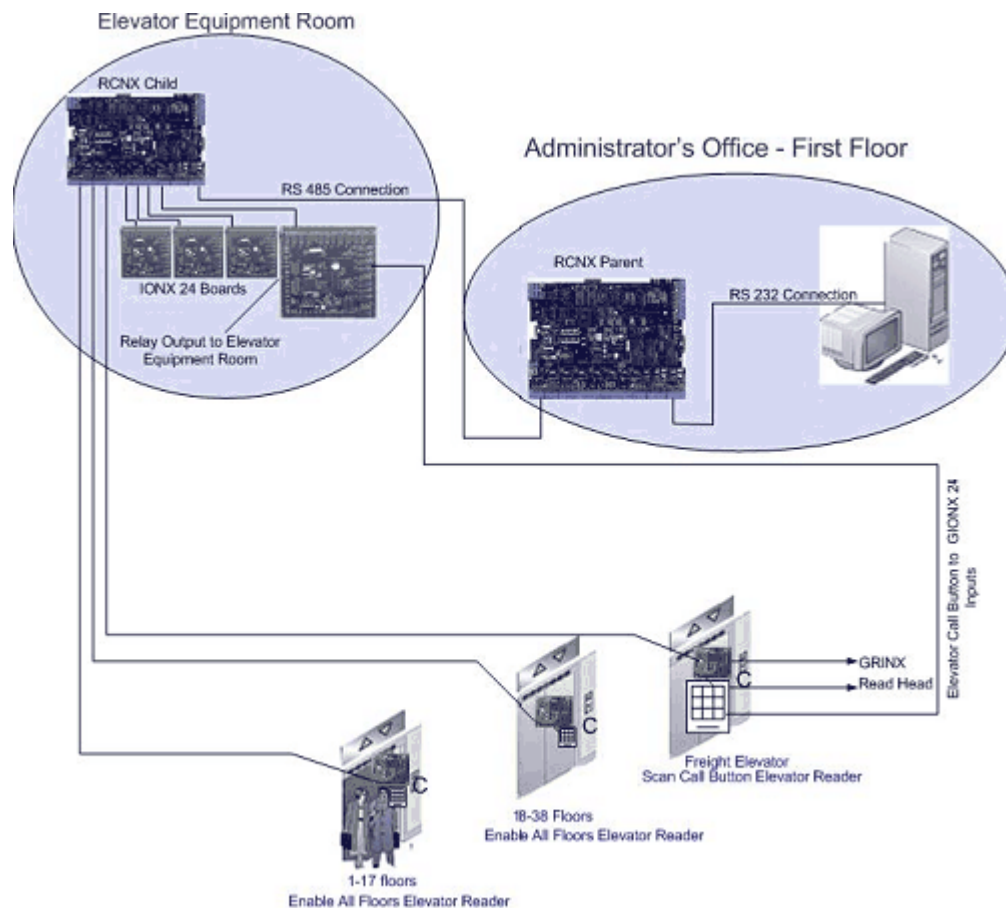 Elevator Equipment Room
RCNX Child
RS 485 Connection
IONX 24 Boards
Relay Output to Elevator
Equipment Room
Administrator's Office - First Floor
RCNX Parent
RS 232 Connection
Elevator Call Button to GIONX 24
Inputs
GRINX
Read Head
C
Freight Elevator
Scan Call Button Elevator Reader
C
18-38 Floors
Enable All Floors Elevator Reader
C
1-17 floors
Enable All Floors Elevator Reader